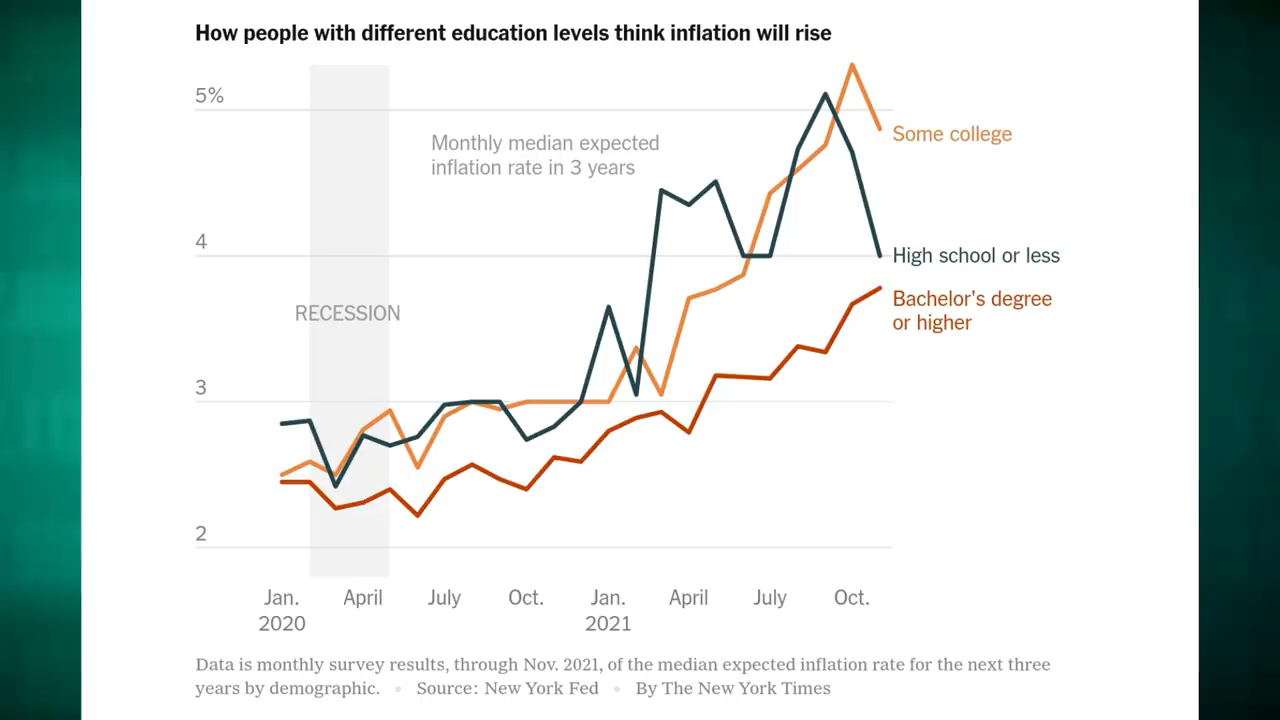 How people with different education levels think inflation will rise
5%
Monthly median expected
inflation rate in 3 years
Some college
4
High school or less
Bachelor's degree
or higher
RECESSION
3
2
Jan. April July Oct. Jan. April July Oct.
2020 2021
Data is monthly survey results, through Nov. 2021, of the median expected inflation rate for the next three
years by demographic. • Source: New York Fed • By The New York Times